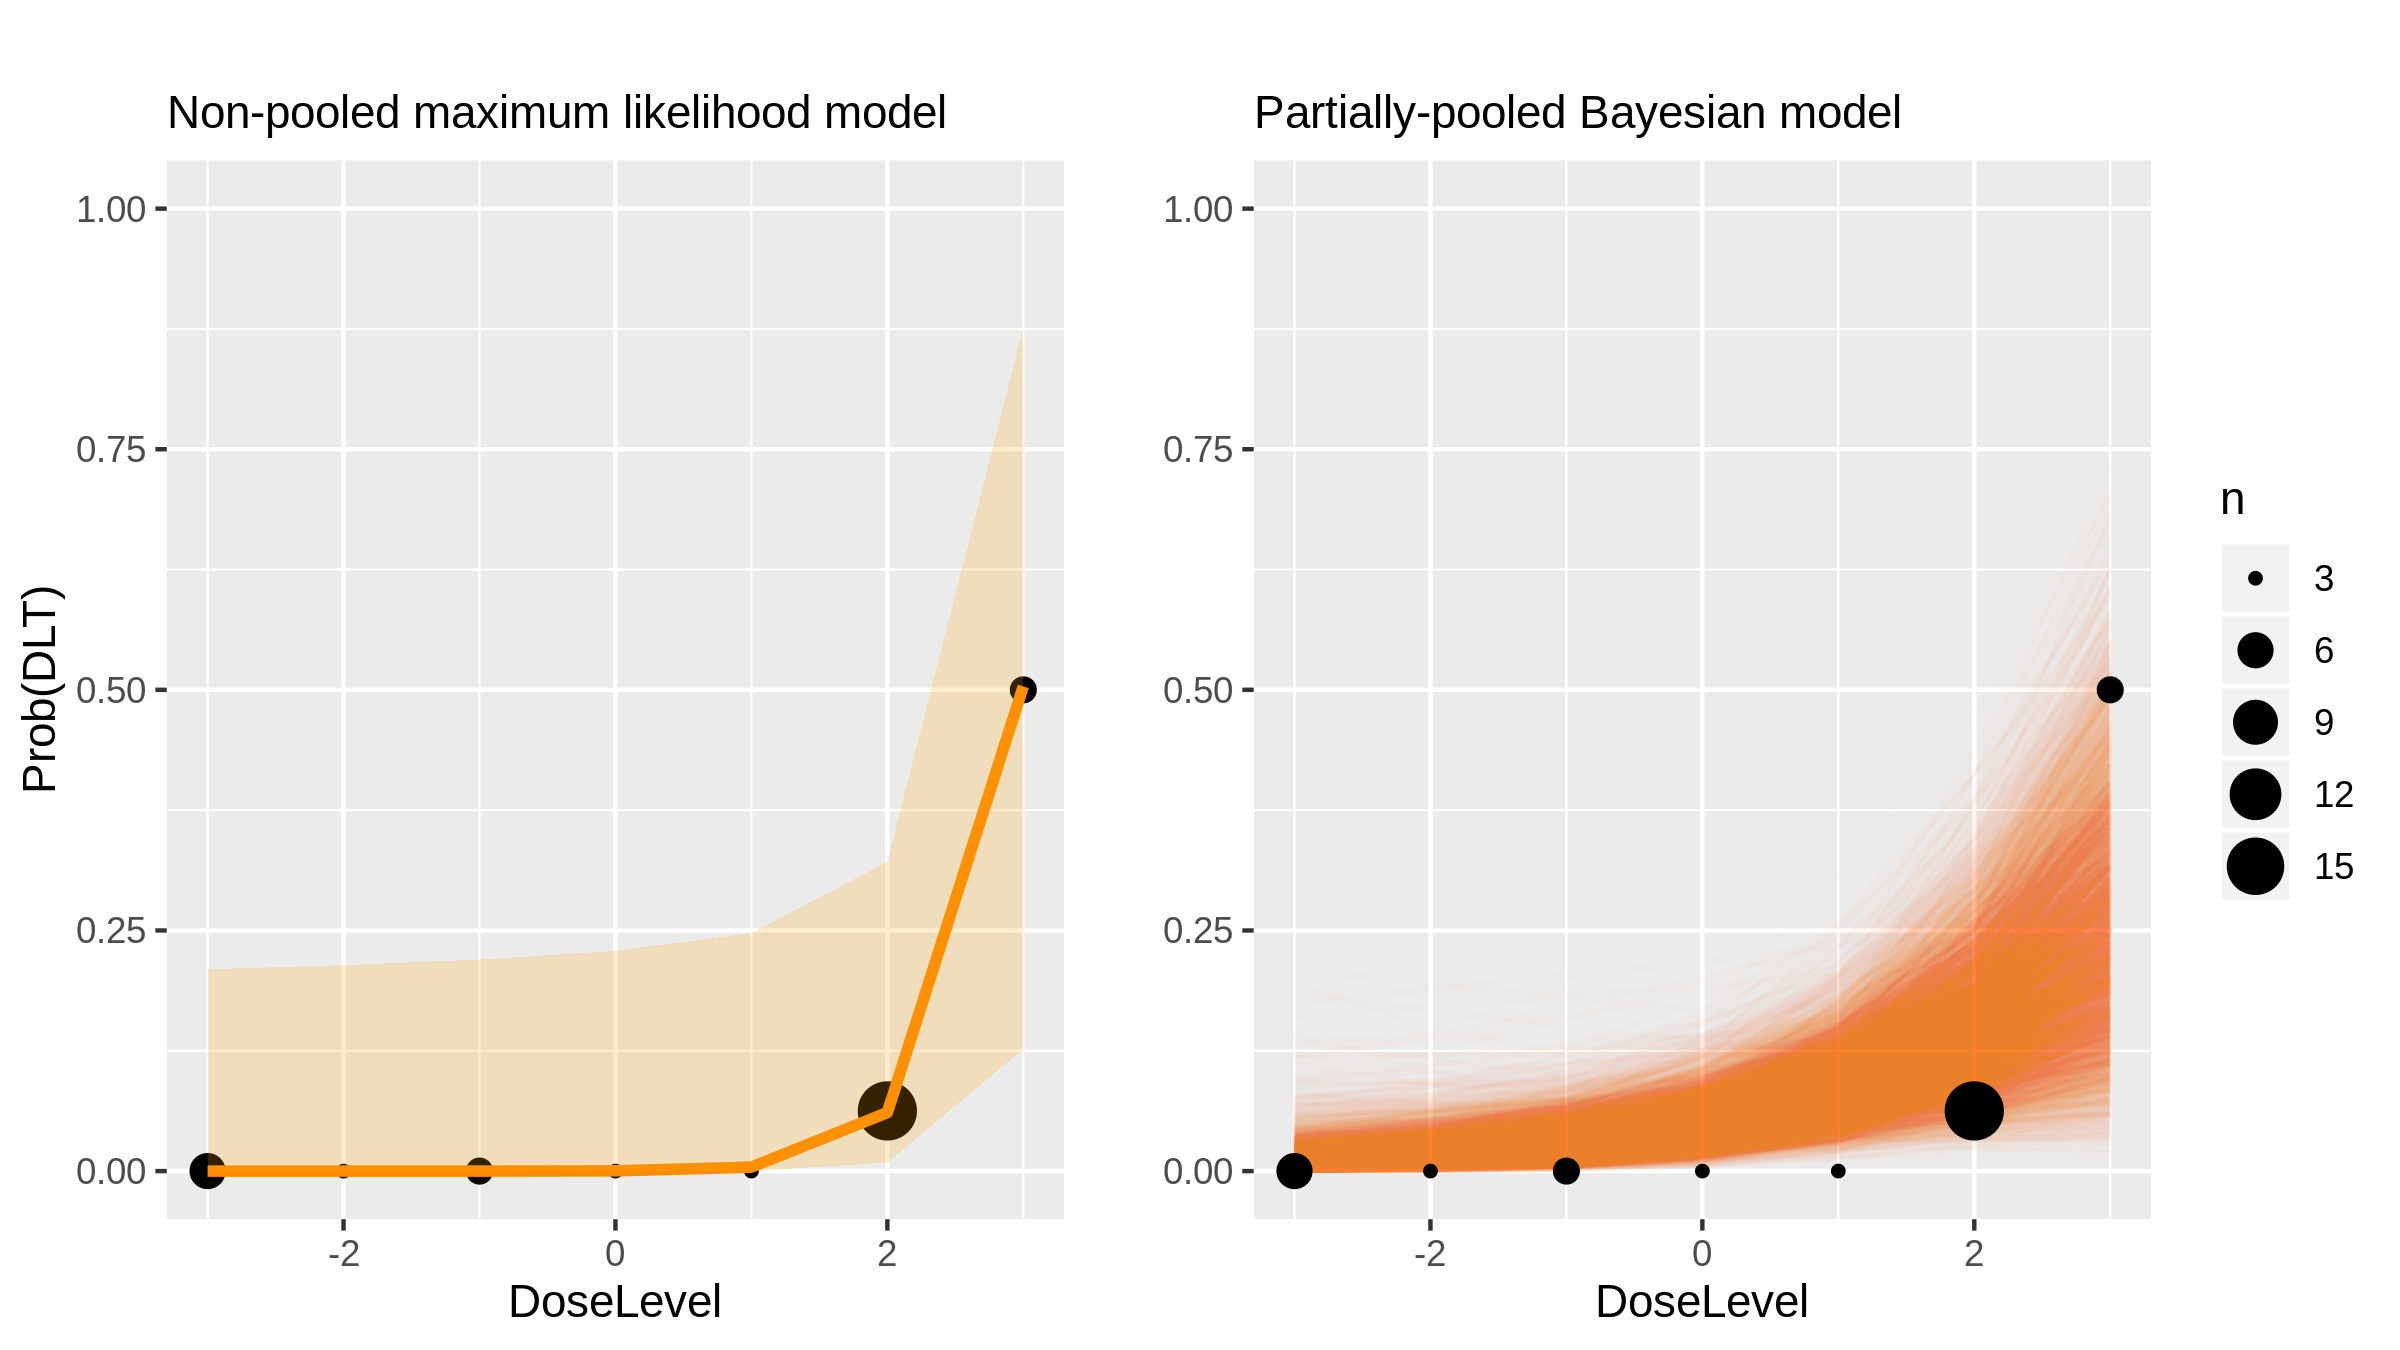 Non-pooled maximum likelihood model
Prob(DLT)
1.00
0.75
0.50
0.25
0.00
-2 0 2
DoseLevel
Partially-pooled Bayesian model
1.00
0.75
0.50
0.25
0.00
-2 0 2
DoseLevel
n
3
6
9
12
15